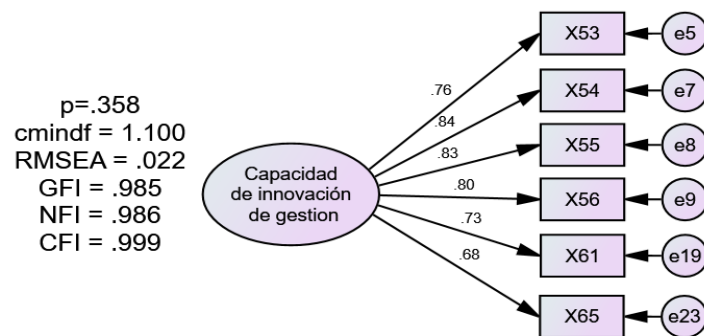 p=.358
cmindf = 1.100
RMSEA = .022
GFI = .985
NFI = .986
CFI = .999
Capacidad
de innovación
de gestion
.76
.84
.83
.80
.73
.68
X53
e5
X54
e7
X55
e8
X56
e9
X61
e19
X65
e23